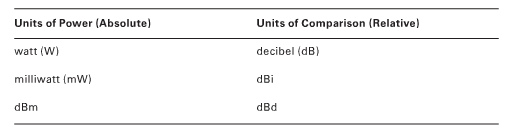 Units of Power (Absolute) Units of Comparison (Relative)
watt (W) decibel (dB)
milliwatt (mW) dBi
dBm dBd